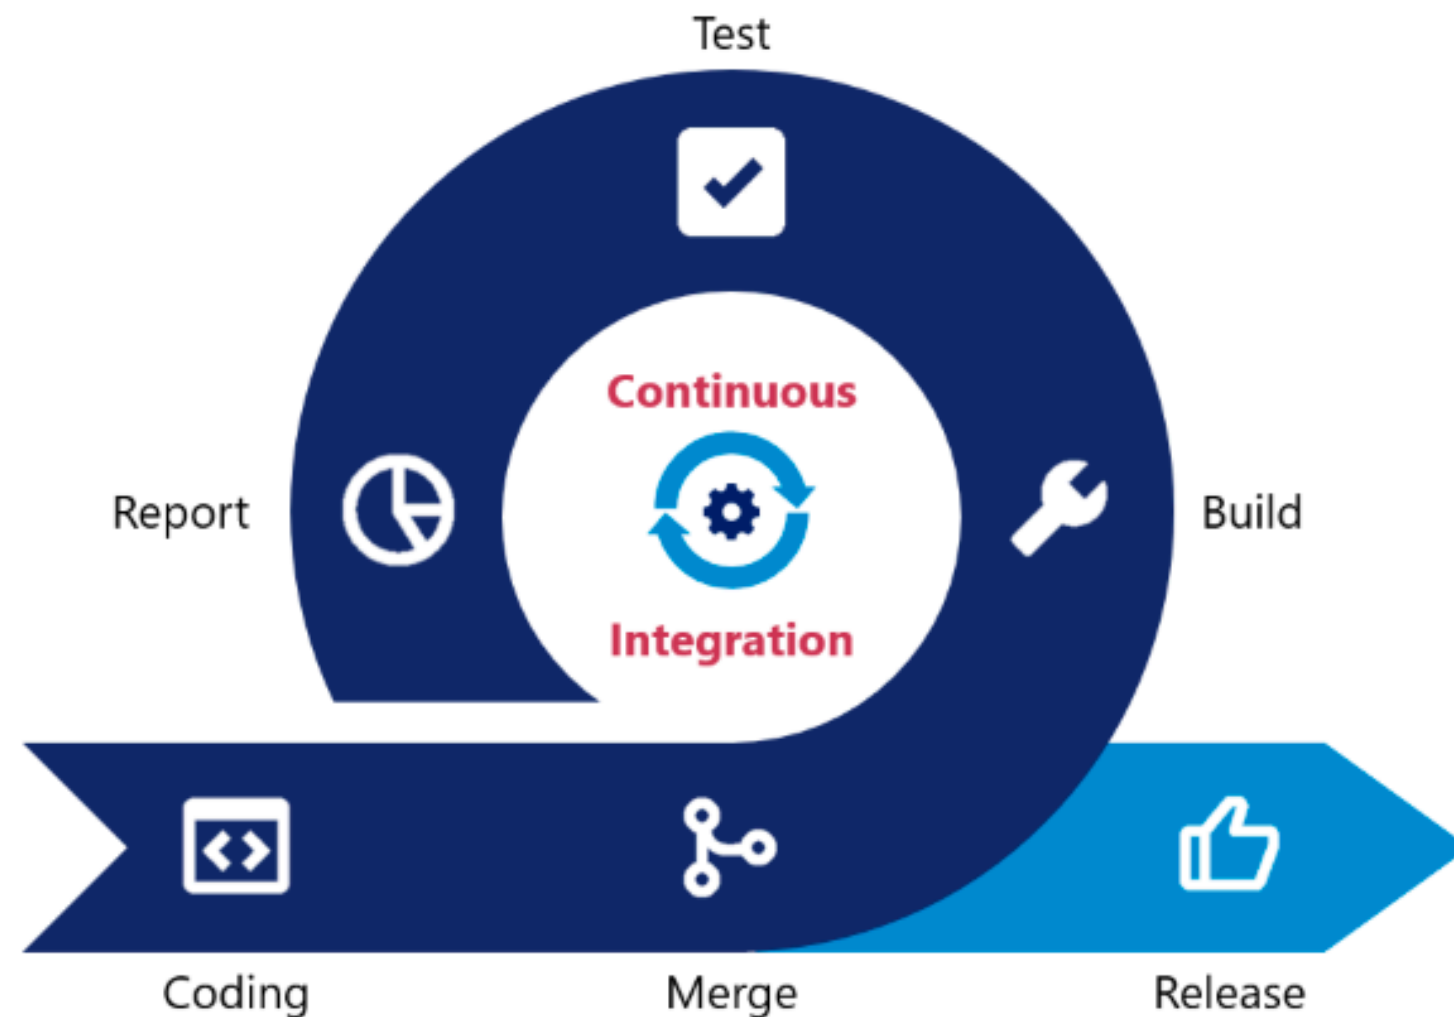 Test
Continuous
Report
Build
Integration
Coding
Merge
Release